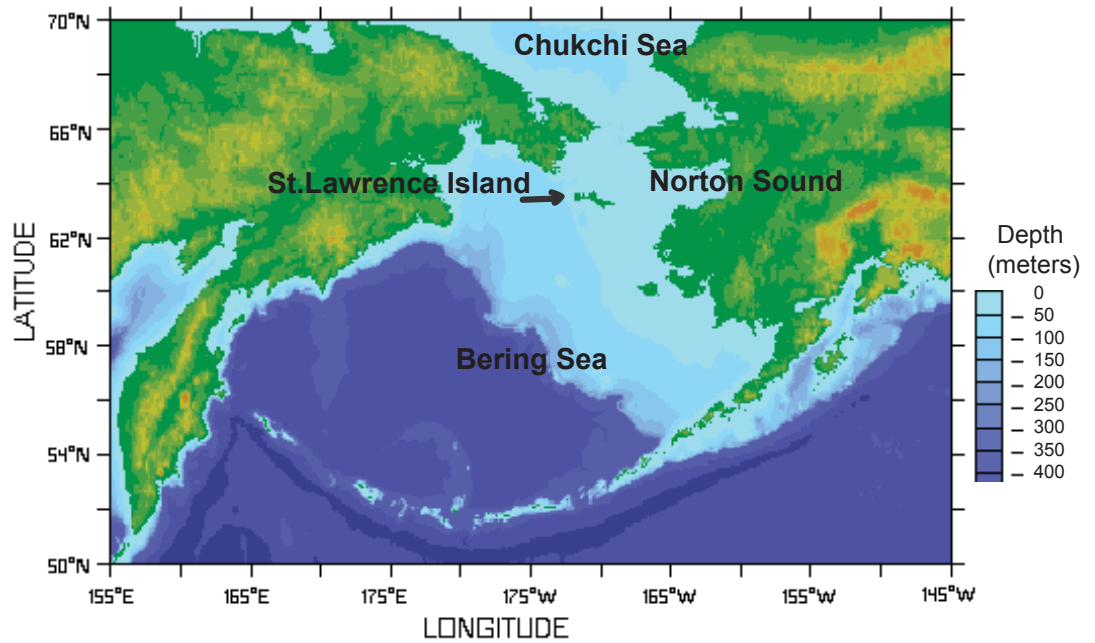 70°N
Chukchi Sea
66°N
St.Lawrence Island
Norton Sound
62°N
LATITUDE
Depth
(meters)
0
50
100
150
200
250
300
350
400
58°N
Bering Sea
54°N
50°N
155°E
165°E
175°E
175°W
165°W
155°W
145°W
LONGITUDE